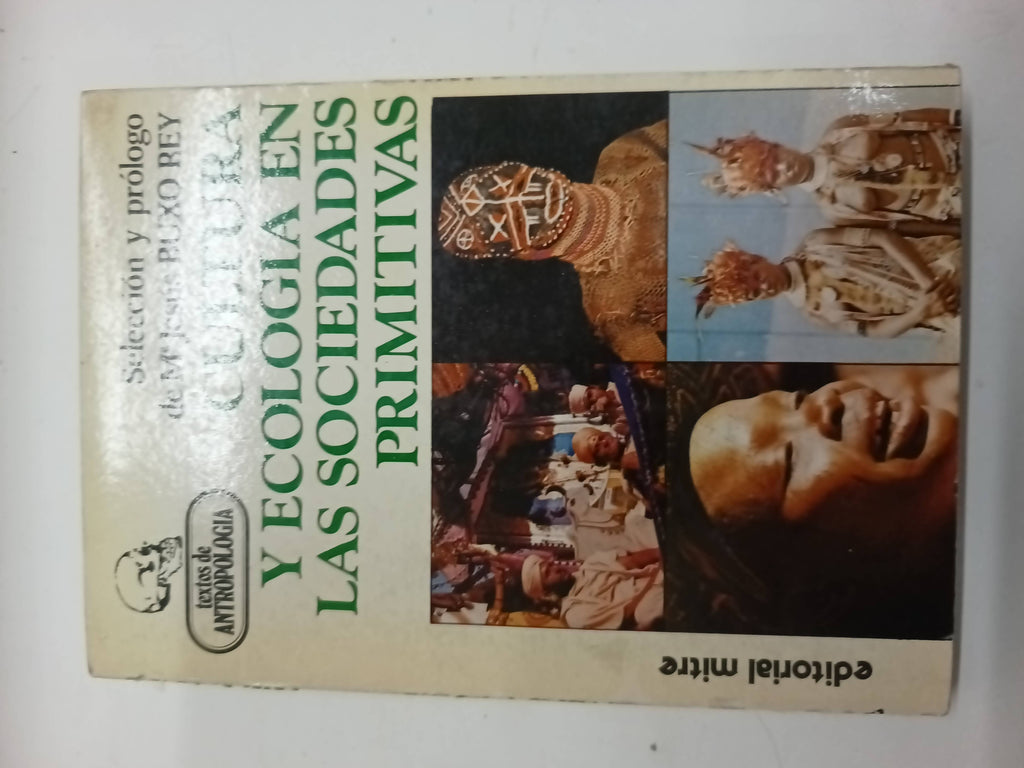 Selección y prólogo
de Mª Jesús BUXO REY
CULTURA
Y ECOLOGIA EN
LAS SOCIEDADES
PRIMITIVAS
textos de
ANTROPOLOGIA
editorial mitre